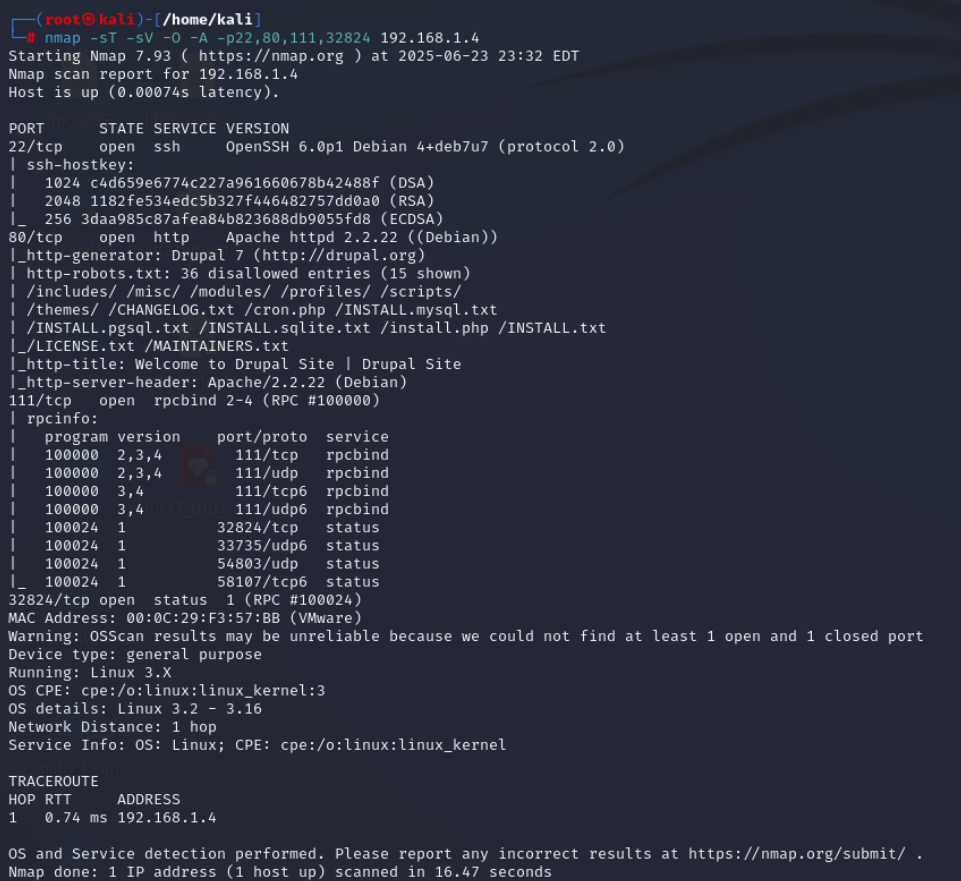 ┌──(root㉿kali)-[/home/kali]
└─# nmap -sT -sV -O -A -p22,80,111,32824 192.168.1.4
Starting Nmap 7.93 ( https://nmap.org ) at 2025-06-23 23:32 EDT
Nmap scan report for 192.168.1.4
Host is up (0.00074s latency).

PORT      STATE SERVICE VERSION
22/tcp    open  ssh     OpenSSH 6.0p1 Debian 4+deb7u7 (protocol 2.0)
| ssh-hostkey:
|   1024 c4d659e6774c227a961660678b42488f (DSA)
|   2048 1182fe534edc5b327f446482757dd0a0 (RSA)
|_  256 3daa985c87afea84b823688db9055fd8 (ECDSA)
80/tcp    open  http    Apache httpd 2.2.22 ((Debian))
|_http-generator: Drupal 7 (http://drupal.org)
| http-robots.txt: 36 disallowed entries (15 shown)
| /includes/ /misc/ /modules/ /profiles/ /scripts/
| /themes/ /CHANGELOG.txt /cron.php /INSTALL.mysql.txt
| /INSTALL.pgsql.txt /INSTALL.sqlite.txt /install.php /INSTALL.txt
|_/LICENSE.txt /MAINTAINERS.txt
|_http-title: Welcome to Drupal Site | Drupal Site
|_http-server-header: Apache/2.2.22 (Debian)
111/tcp   open  rpcbind 2-4 (RPC #100000)
| rpcinfo:
|   program version    port/proto  service
|   100000  2,3,4        111/tcp   rpcbind
|   100000  2,3,4        111/udp   rpcbind
|   100000  3,4          111/tcp6  rpcbind
|   100000  3,4          111/udp6  rpcbind
|   100024  1          32824/tcp   status
|   100024  1          33735/udp6  status
|   100024  1          54803/udp   status
|_  100024  1          58107/tcp6  status
32824/tcp open  status  1 (RPC #100024)
MAC Address: 00:0C:29:F3:57:BB (VMware)
Warning: OSScan results may be unreliable because we could not find at least 1 open and 1 closed port
Device type: general purpose
Running: Linux 3.X
OS CPE: cpe:/o:linux:linux_kernel:3
OS details: Linux 3.2 - 3.16
Network Distance: 1 hop
Service Info: OS: Linux; CPE: cpe:/o:linux:linux_kernel

TRACEROUTE
HOP RTT     ADDRESS
1   0.74 ms 192.168.1.4

OS and Service detection performed. Please report any incorrect results at https://nmap.org/submit/ .
Nmap done: 1 IP address (1 host up) scanned in 16.47 seconds